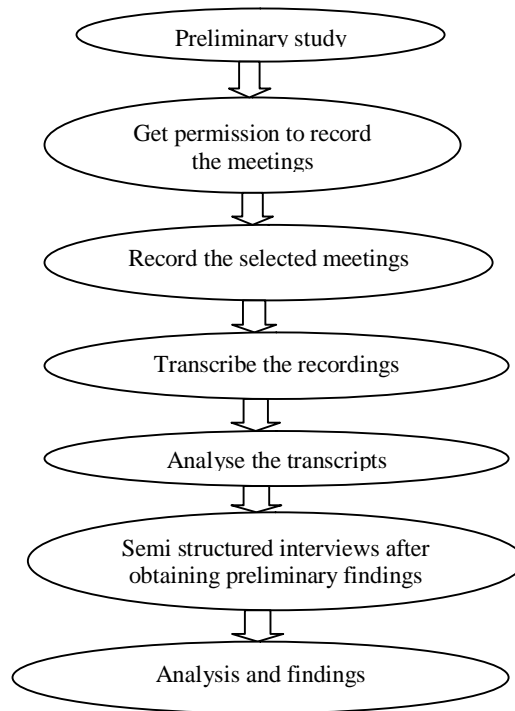 Preliminary study
Get permission to record
the meetings
Record the selected meetings
Transcribe the recordings
Analyse the transcripts
Semi structured interviews after
obtaining preliminary findings
Analysis and findings